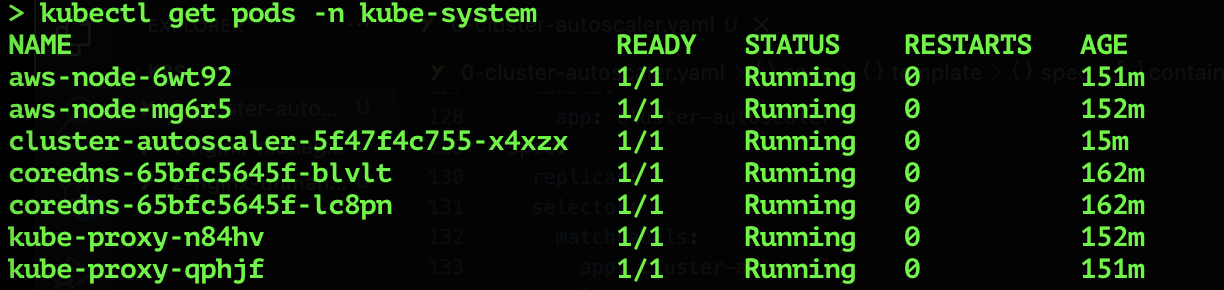 > kubectl get pods -n kube-system
NAME READY STATUS RESTARTS AGE
aws-node-6wt92 1/1 Running 0 151m
aws-node-mg6r5 1/1 Running 0 152m
cluster-autoscaler-5f47f4c755-x4xzx 1/1 Running 0 15m
coredns-65bfc5645f-blvlt 1/1 Running 0 162m
coredns-65bfc5645f-lc8pn 1/1 Running 0 162m
kube-proxy-n84hv 1/1 Running 0 152m
kube-proxy-qphjf 1/1 Running 0 151m